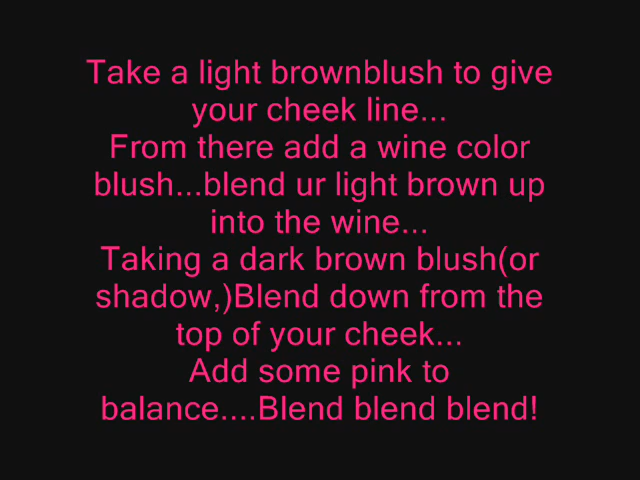 Take a light brownblush to give
your cheek line...
From there add a wine color
blush...blend ur light brown up
into the wine...
Taking a dark brown blush(or
shadow,)Blend down from the
top of your cheek...
Add some pink to
balance....Blend blend blend!